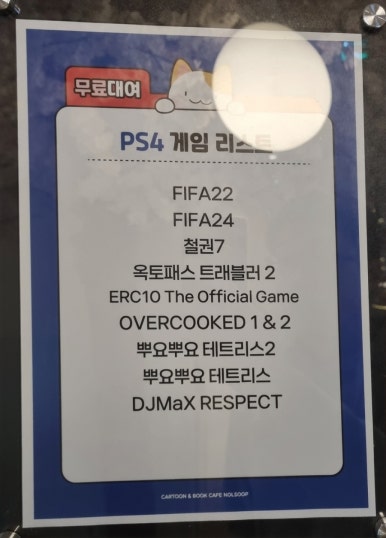 무료대여
PS4 게임 리스트
FIFA22
FIFA24
철권7
옥토패스 트래블러 2
ERC10 The Official Game
OVERCOOKED 1 & 2
뿌요뿌요 테트리스2
뿌요뿌요 테트리스
DJMaX RESPECT
CARTOON & BOOK CAFE NOLSOOP